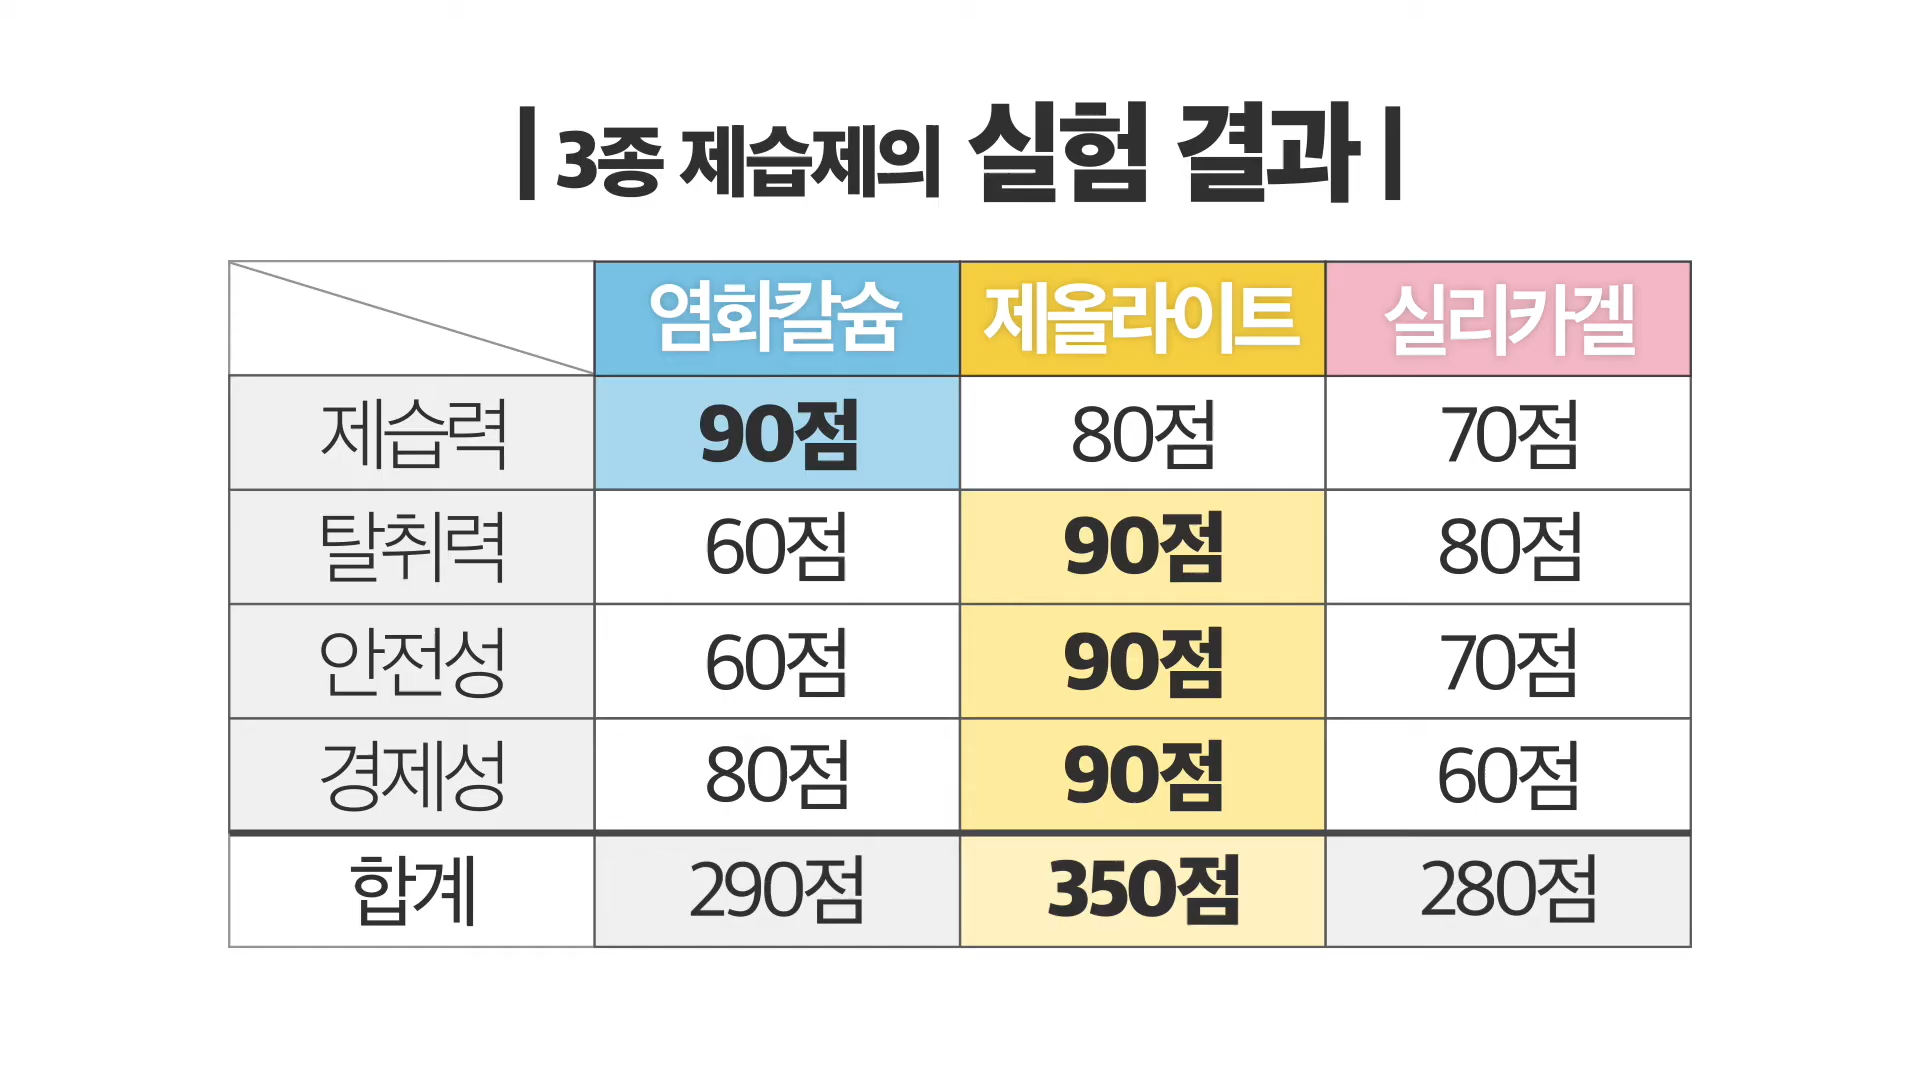 | 3종 제습제의 실험 결과 |
염화칼슘 제올라이트 실리카겔
제습력 90점 80점 70점
탈취력 60점 90점 80점
안전성 60점 90점 70점
경제성 80점 90점 60점
합계 290점 350점 280점